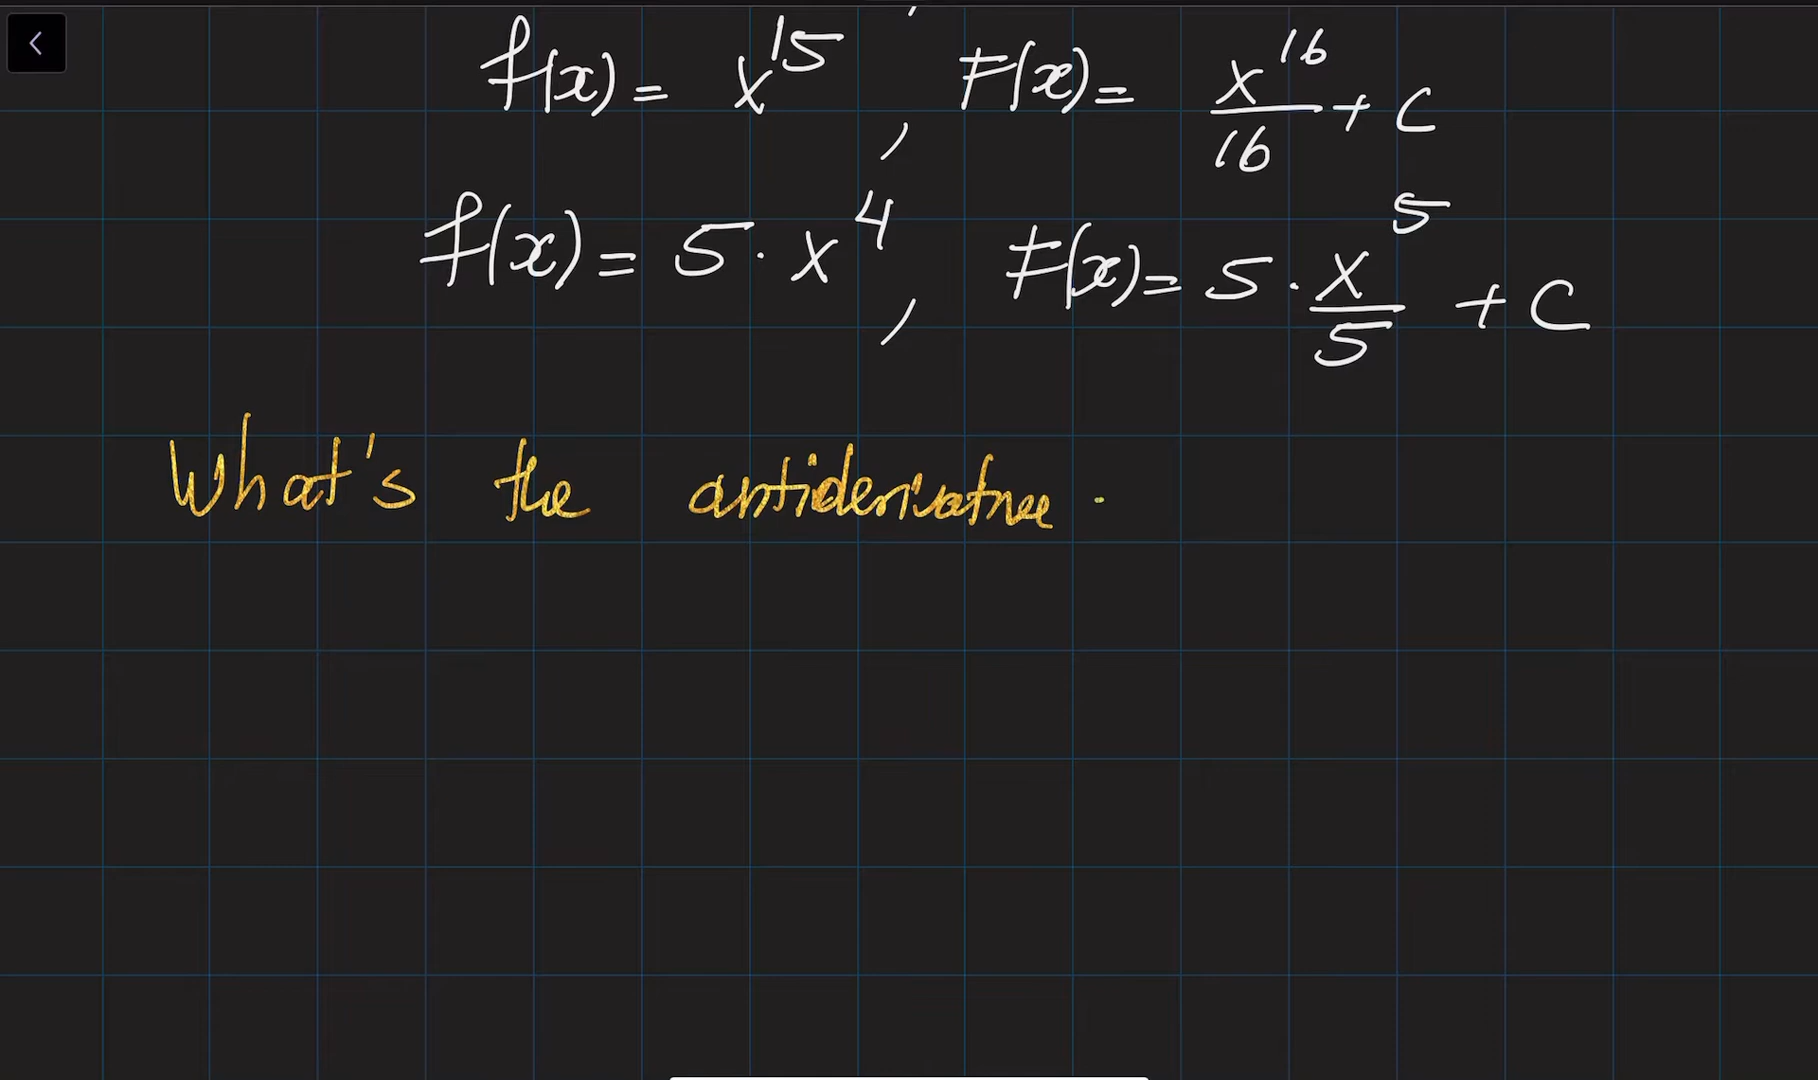 f(x) = x^15 , F(x) = x^16/16 + C
f(x) = 5 · x^4 , F(x) = 5 · x^5/5 + C
What's the antiderivative .